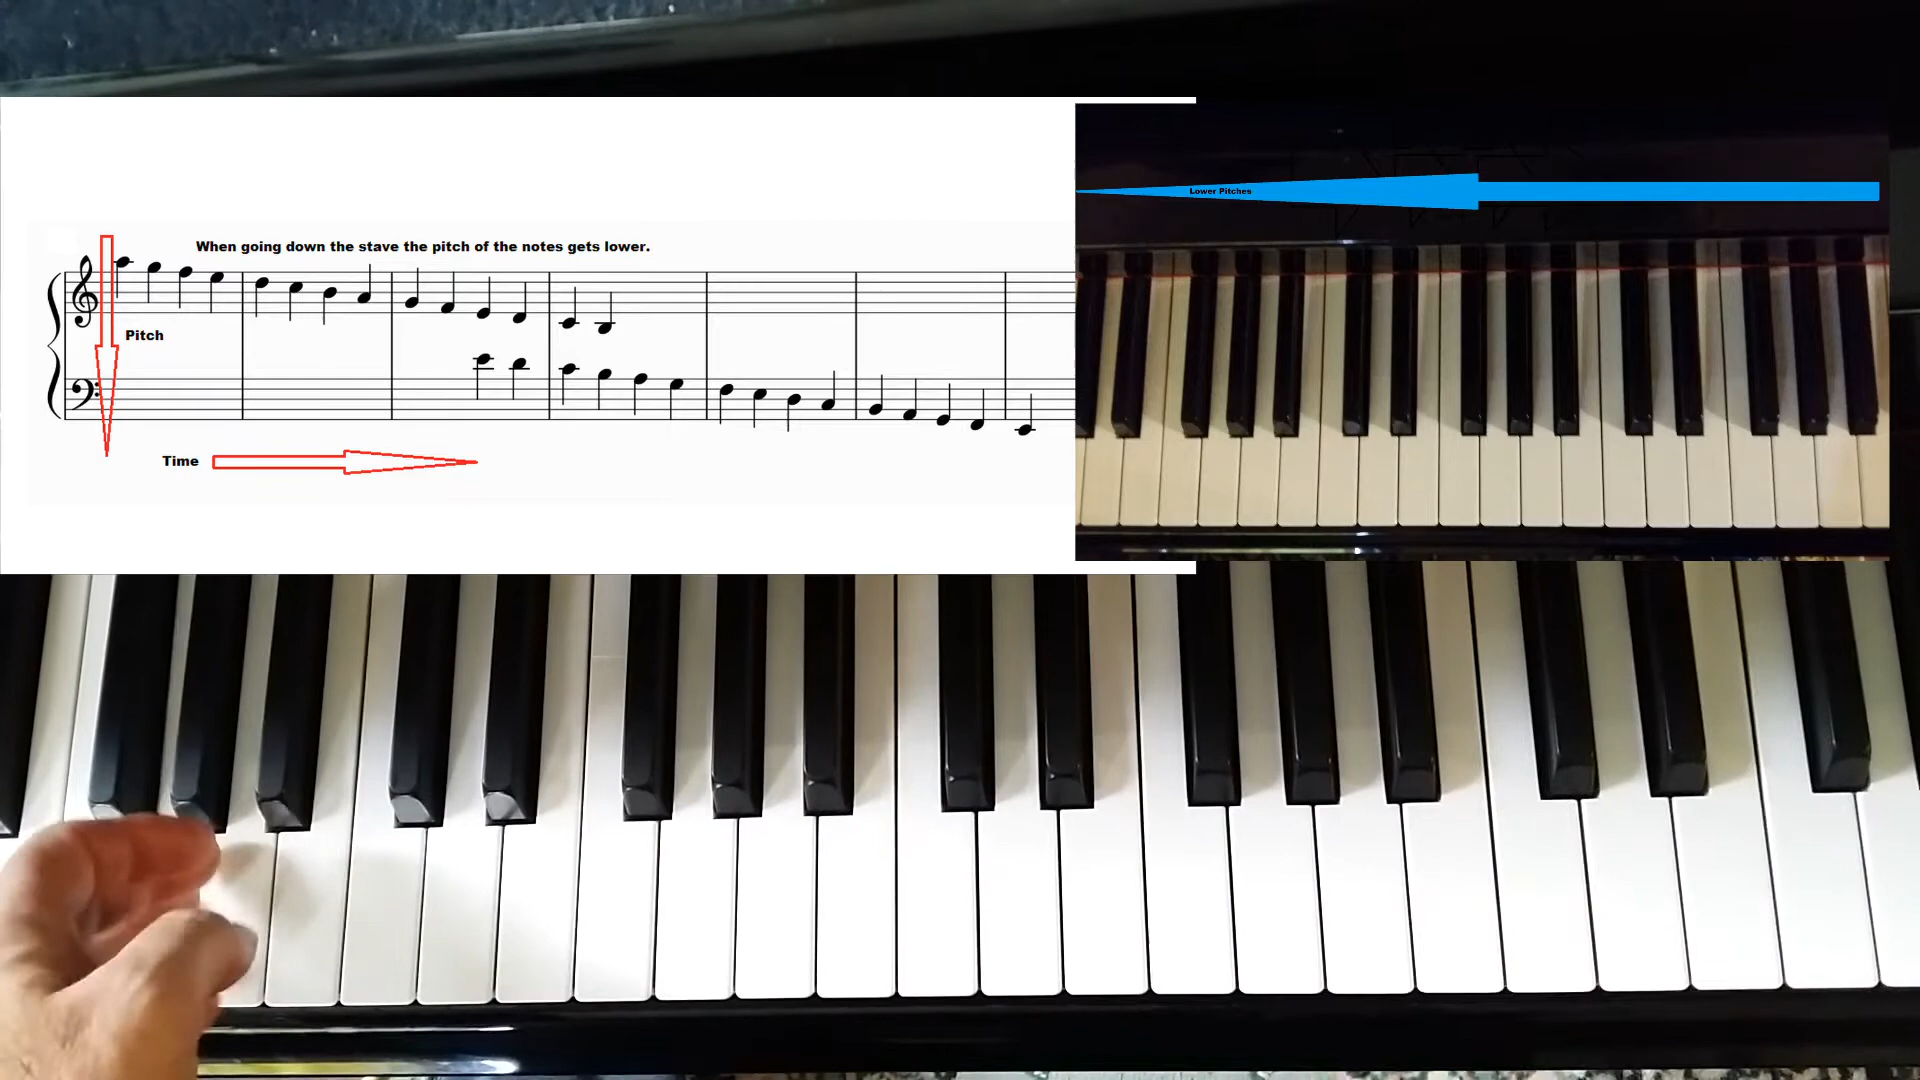 When going down the stave the pitch of the notes gets lower.
Pitch
Time
Lower Pitches